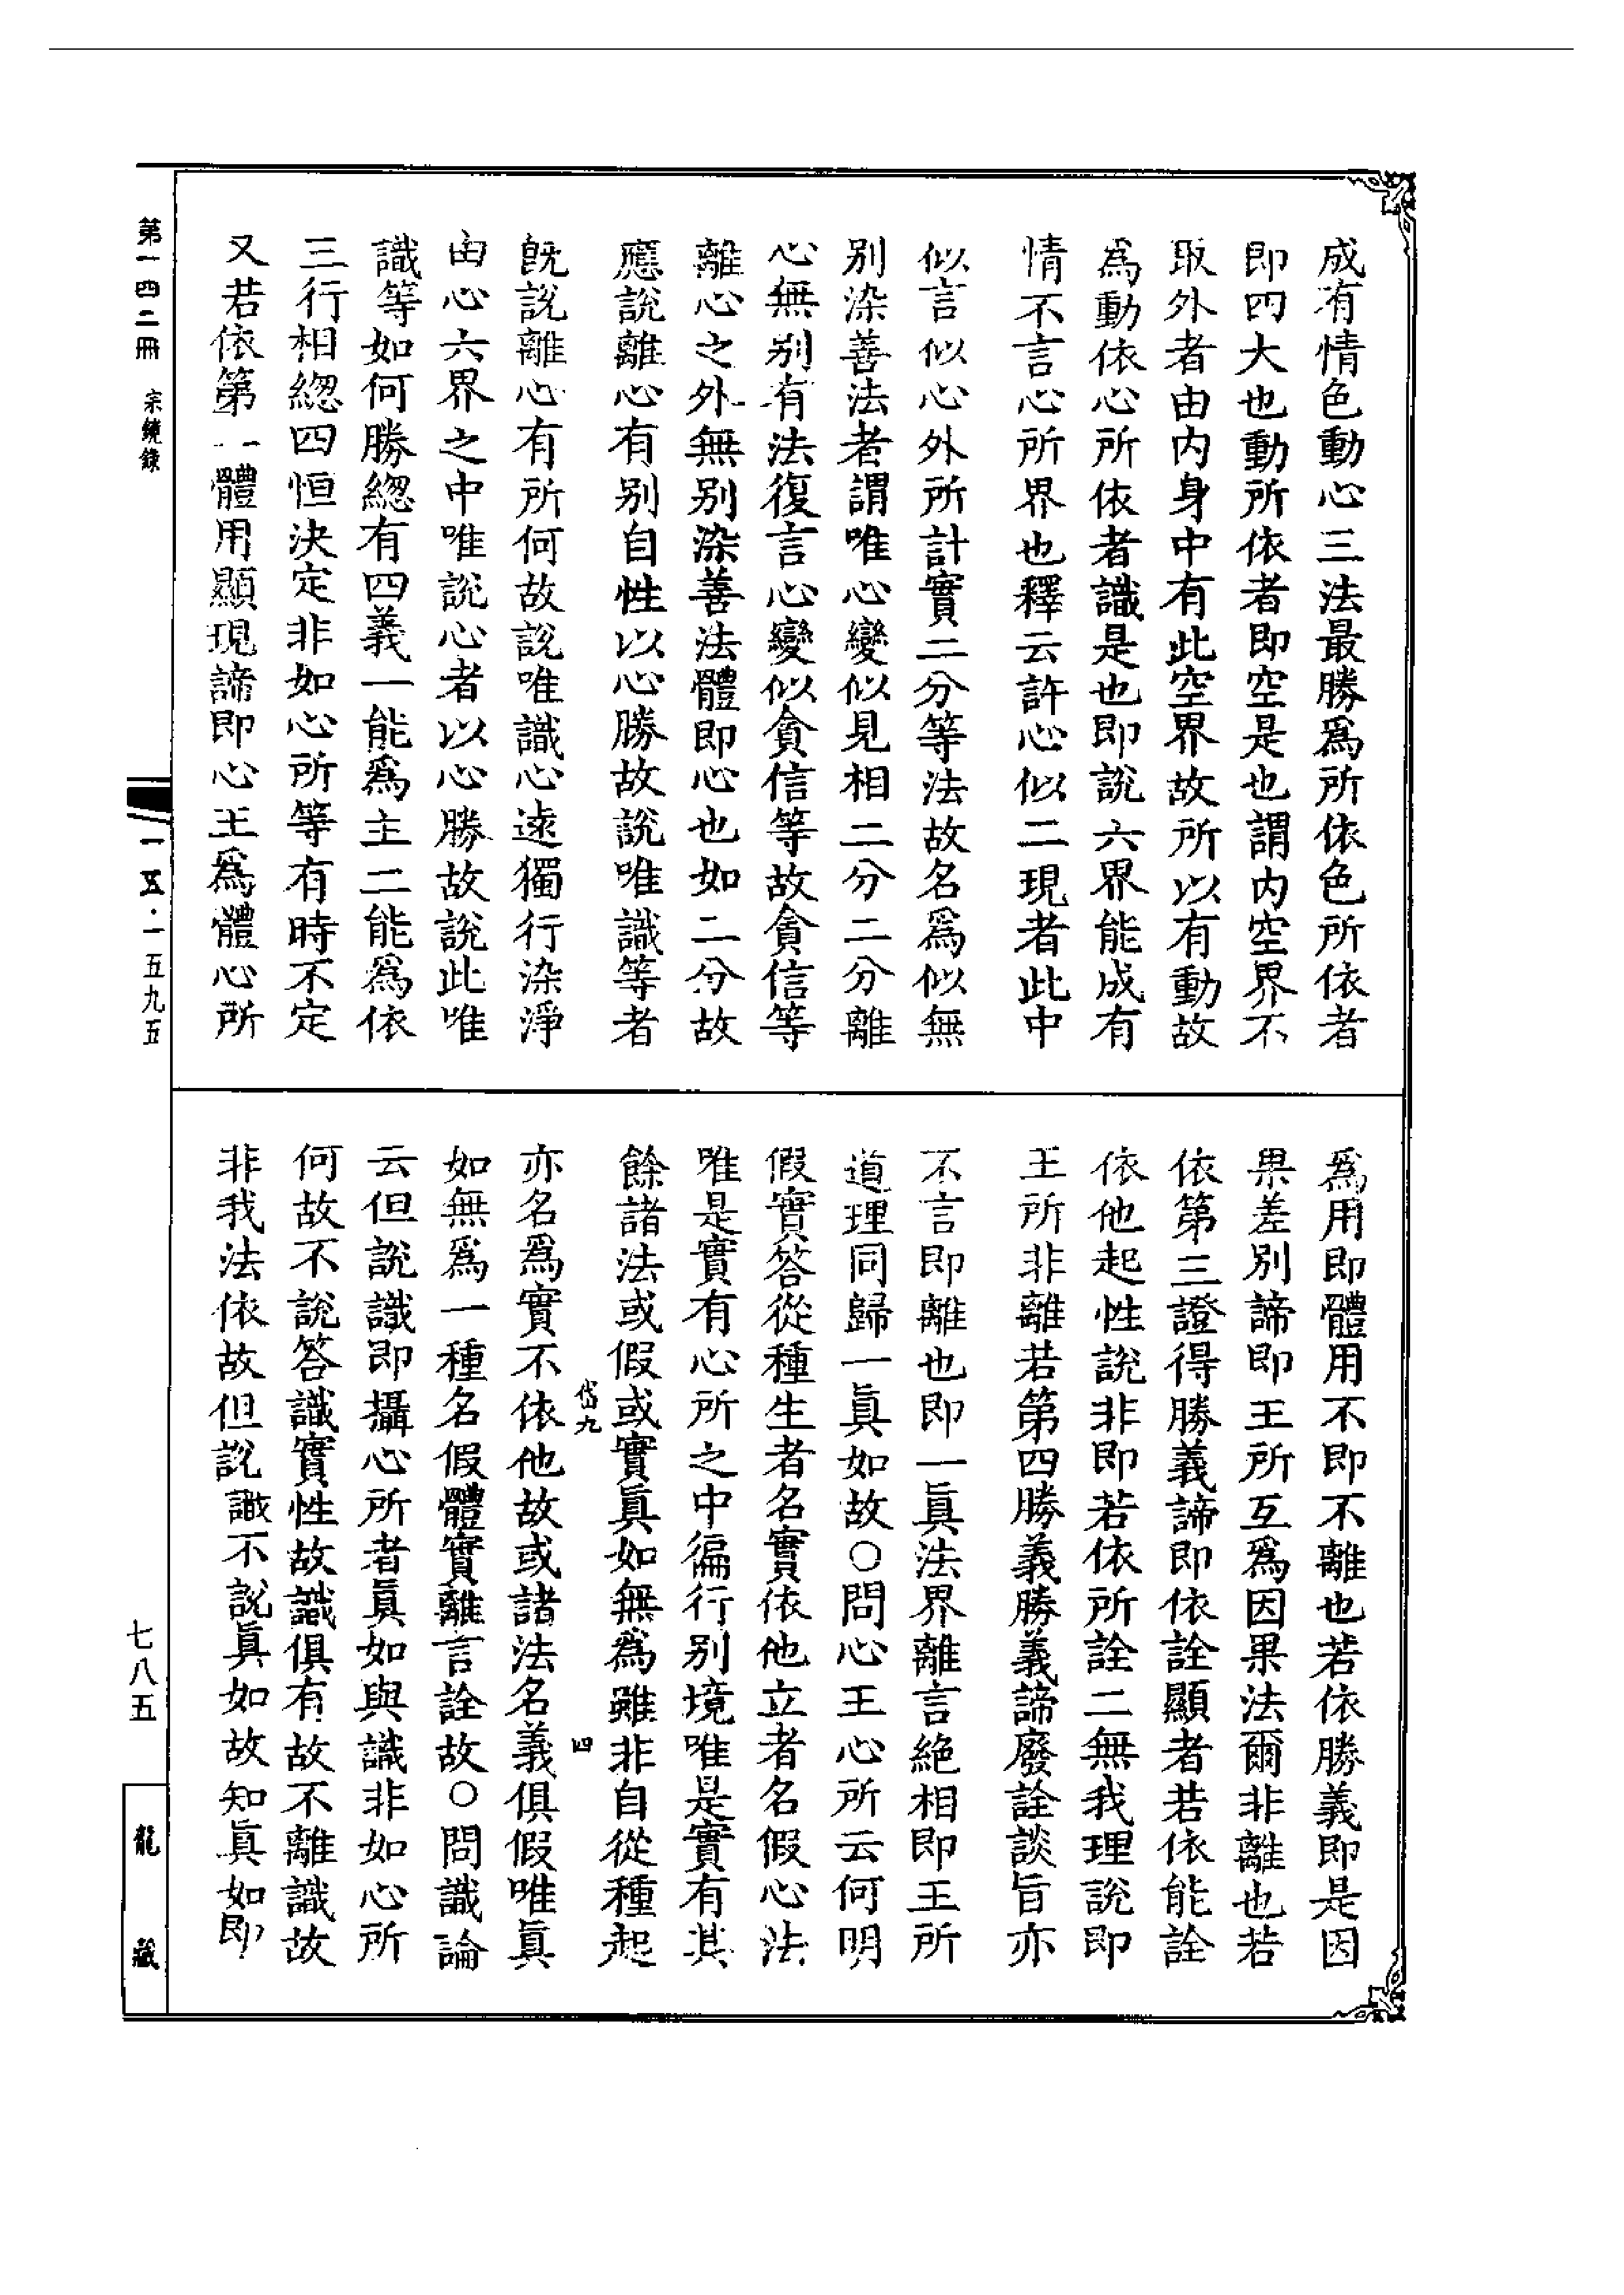 成有情色動心三法最勝爲所依色所依者
即四大也動所依者即空是也謂内空界不
取外者由内身中有此空界故所以有動故
爲動依心所依者識是也即說六界能成有
情不言心所界也釋云許心似二現者此中
似言似心外所計實二分等法故名爲似無
别染善法者謂唯心變似見相二分二分離
心無别有法復言心變似貪信等故貪信等
離心之外無别染善法體即心也如二分故
應說離心有别自性以心勝故說唯識等者
旣說離心有所何故說唯識心逺獨行染淨
由心六界之中唯說心者以心勝故說此唯
識等如何勝緫有四義一能爲主二能爲依
三行相緫四恒決定非如心所等有時不定
又若依第一體用顯現諦即心王爲體心所
爲用即體用不即不離也若依勝義即是因
果差别諦即王所互爲因果法爾非離也若
依第三證得勝義諦即依詮顯者若依能詮
依他起性說非即若依所詮二無我理說即
王所非離若第四勝義勝義諦廢詮談旨亦
不言即離也即一眞法界離言絶相即王所
道理同歸一眞如故○問心王心所云何明
假實答從種生者名實依他立者名假心法
唯是實有心所之中徧行别境唯是實有其
餘諸法或假或實眞如無爲雖非自從種起
岱九
四
亦名爲實不依他故或諸法名義俱假唯眞
如無爲一種名假體實離言詮故○問識論
云但說識即攝心所者眞如與識非如心所
何故不說答識實性故識俱有故不離識故
非我法依故但說識不說眞如故知眞如即
第一四二冊 宗鏡錄
一五·一五九五
七八五
龍藏